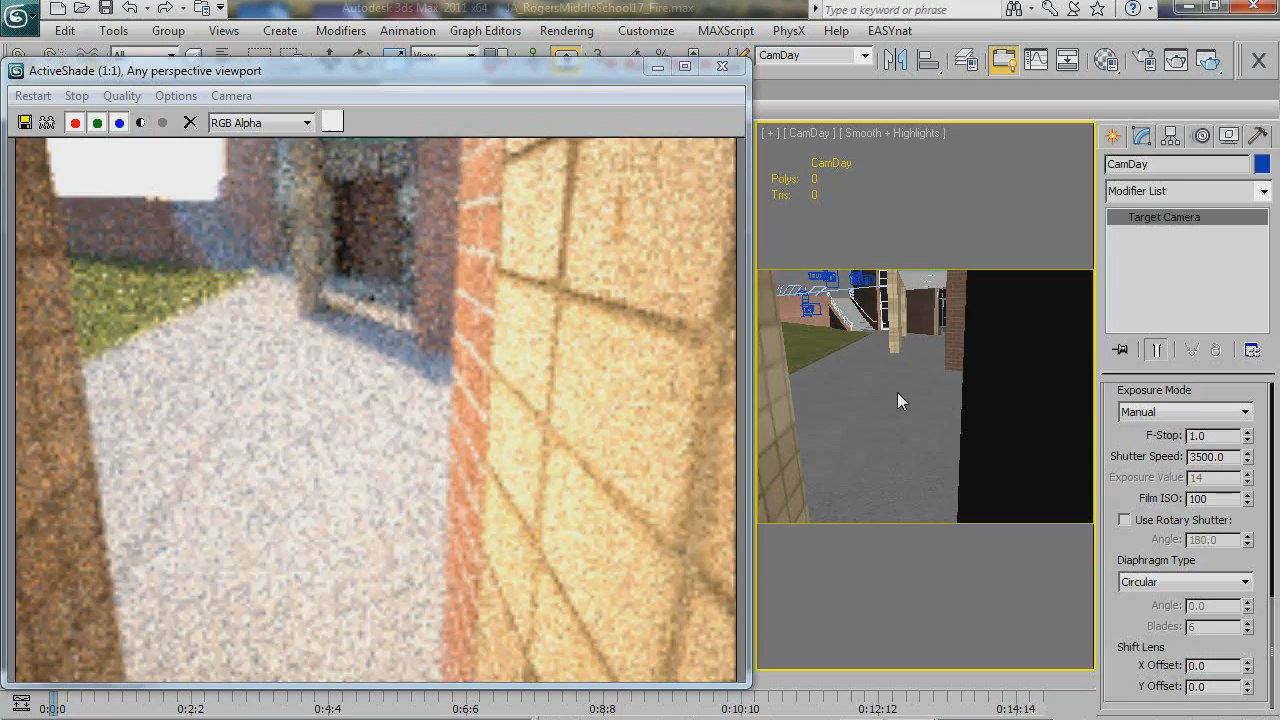 Autodesk 3ds Max 2011 x64 - JA_RogersMiddleSchool17_Fire.max
Type a keyword or phrase
Edit Tools Group Views Create Modifiers Animation Graph Editors Rendering Customize MAXScript PhysX Help EASYnat
All View 3 CamDay
ActiveShade (1:1), Any perspective viewport
Restart Stop Quality Options Camera
RGB Alpha
[ + ] [ CamDay ] [ Smooth + Highlights ]
CamDay
Polys: 0
Tris: 0
CamDay
Modifier List
Target Camera
Exposure Mode
Manual
F-Stop: 1.0
Shutter Speed: 3500.0
Exposure Value 14
Film ISO: 100
Use Rotary Shutter:
Angle: 180.0
Diaphragm Type
Circular
Angle: 0.0
Blades: 6
Shift Lens
X Offset: 0.0
Y Offset: 0.0
0:0:0 0:2:2 0:4:4 0:6:6 0:8:8 0:10:10 0:12:12 0:14:14